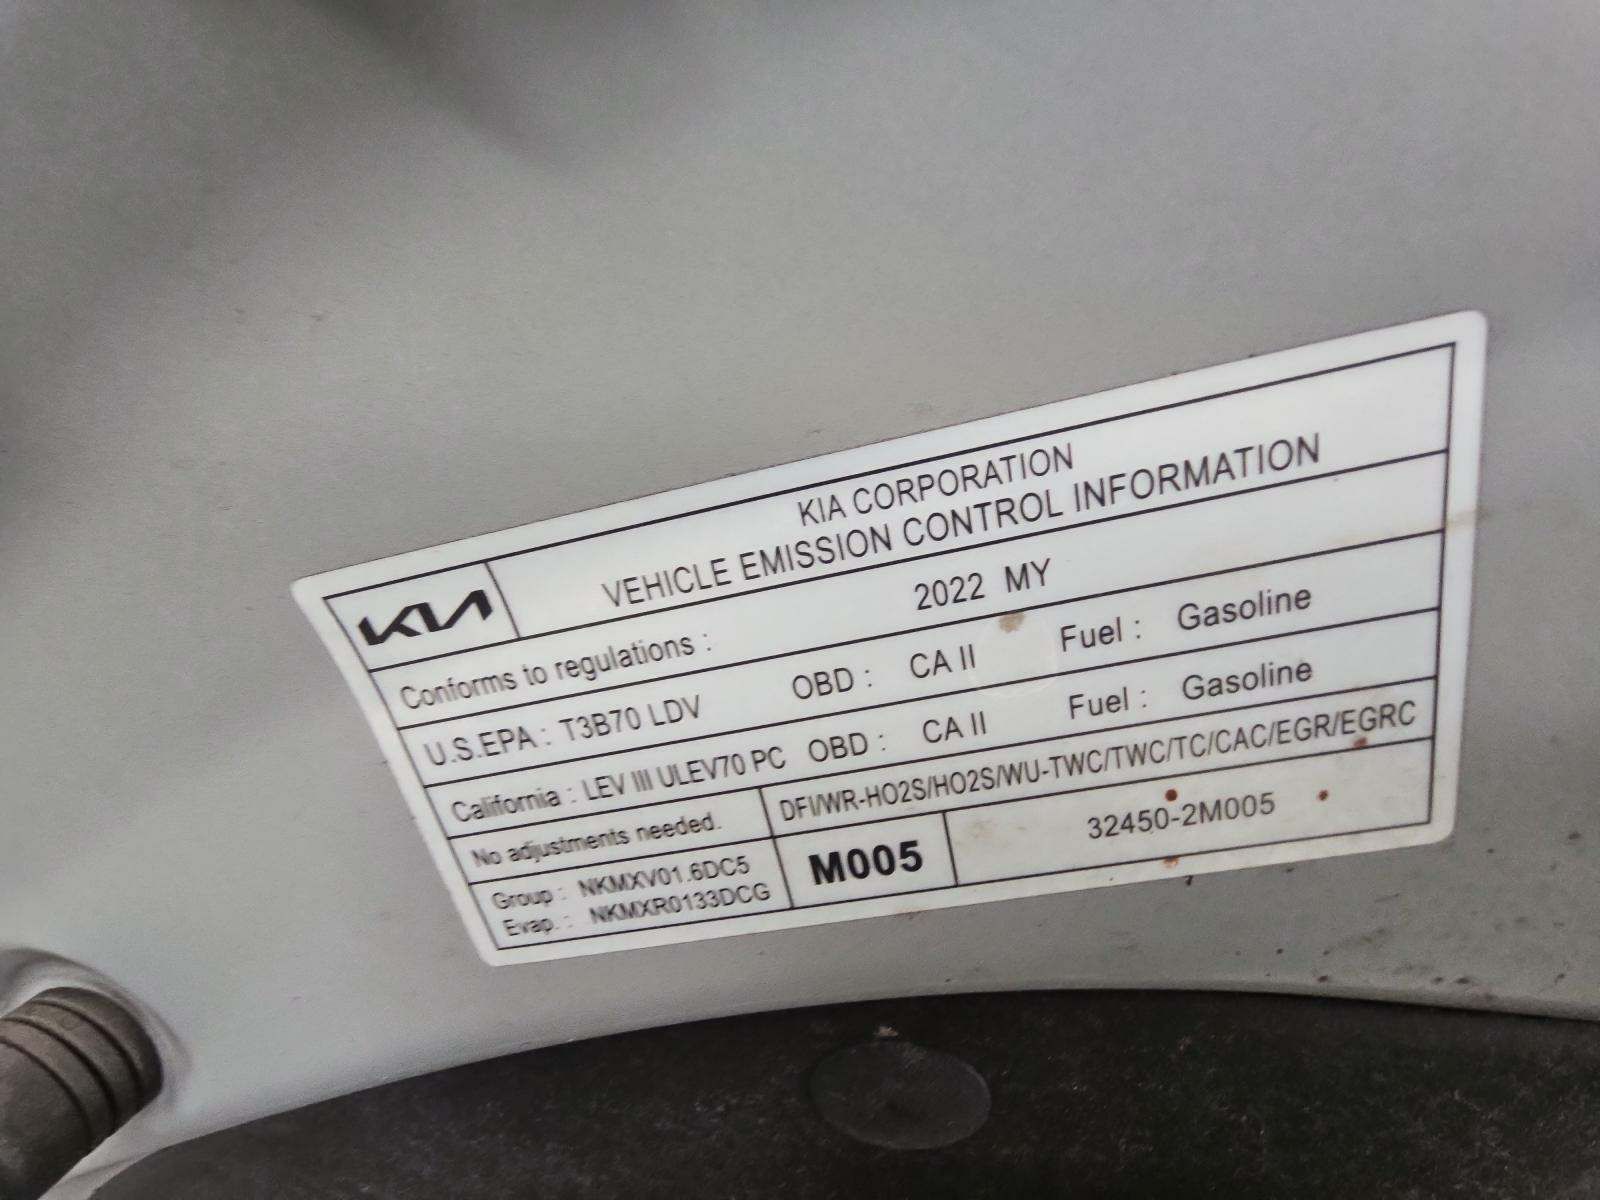 KIA CORPORATION
VEHICLE EMISSION CONTROL INFORMATION
KIA
Conforms to regulations : 2022 MY
U.S.EPA : T3B70 LDV OBD : CA II Fuel : Gasoline
California : LEV III ULEV70 PC OBD : CA II Fuel : Gasoline
No adjustments needed. DFI/WR-HO2S/HO2S/WU-TWC/TWC/TC/CAC/EGR/EGRC
Group : NKMXV01.6DC5
Evap. : NKMXR0133DCG
M005
32450-2M005